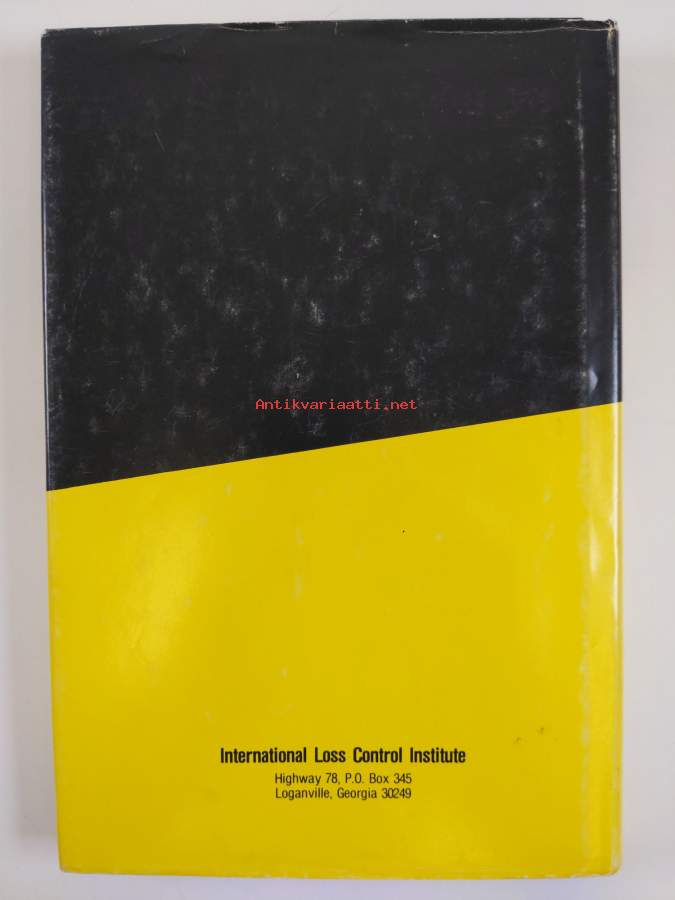 Antikvariaatti.net
International Loss Control Institute
Highway 78, P.O. Box 345
Loganville, Georgia 30249